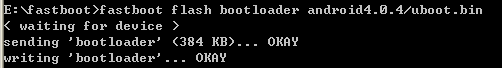 E:\fastboot>fastboot flash bootloader android4.0.4/uboot.bin
< waiting for device >
sending 'bootloader' (384 KB)... OKAY
writing 'bootloader'... OKAY